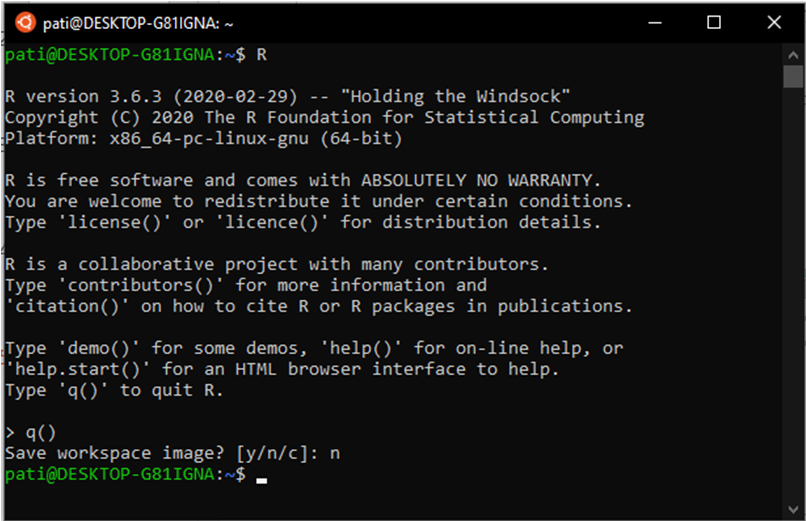 pati@DESKTOP-G81IGNA: ~
pati@DESKTOP-G81IGNA:~$ R
R version 3.6.3 (2020-02-29) -- "Holding the Windsock"
Copyright (C) 2020 The R Foundation for Statistical Computing
Platform: x86_64-pc-linux-gnu (64-bit)
R is free software and comes with ABSOLUTELY NO WARRANTY.
You are welcome to redistribute it under certain conditions.
Type 'license()' or 'licence()' for distribution details.
R is a collaborative project with many contributors.
Type 'contributors()' for more information and
'citation()' on how to cite R or R packages in publications.
Type 'demo()' for some demos, 'help()' for on-line help, or
'help.start()' for an HTML browser interface to help.
Type 'q()' to quit R.
> q()
Save workspace image? [y/n/c]: n
pati@DESKTOP-G81IGNA:~$